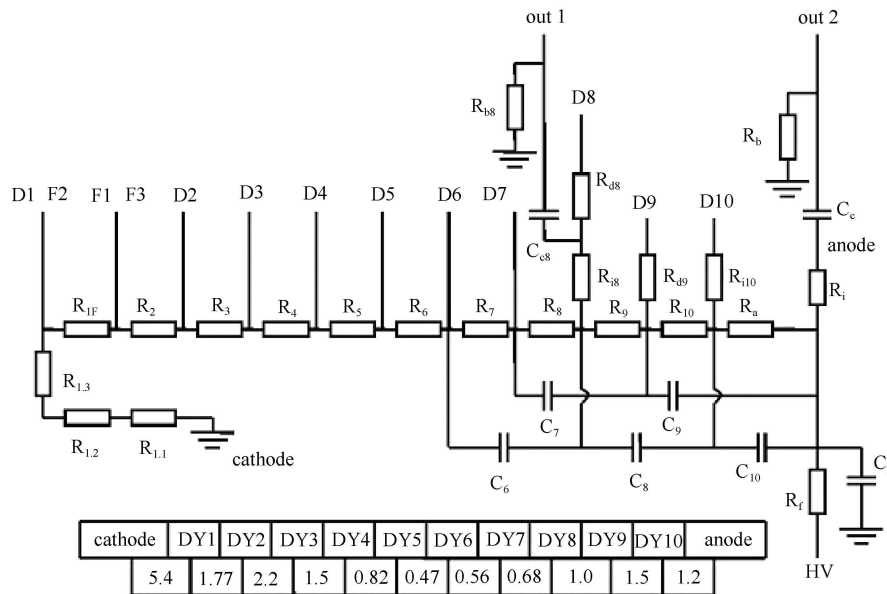 out 1 out 2
R_b8 D8 R_b
R_d8
D1 F2 F1 F3 D2 D3 D4 D5 D6 D7 D9 D10
C_c8 C_c
anode
R_i8 R_d9 R_i10 R_i
R_1F R_2 R_3 R_4 R_5 R_6 R_7 R_8 R_9 R_10 R_a
R_1.3
C_7 C_9
R_1.2 R_1.1 cathode
C_6 C_8 C_10 R_f C
cathode DY1 DY2 DY3 DY4 DY5 DY6 DY7 DY8 DY9 DY10 anode
5.4 1.77 2.2 1.5 0.82 0.47 0.56 0.68 1.0 1.5 1.2
HV